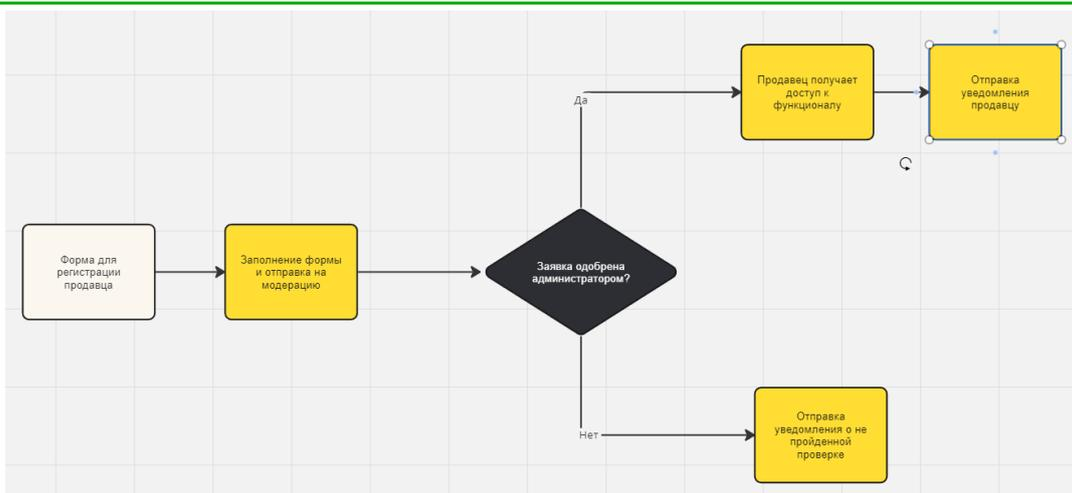 Форма для
регистрации
продавца
Заполнение формы
и отправка на
модерацию
Заявка одобрена
администратором?
Да
Продавец получает
доступ к
функционалу
Отправка
уведомления
продавцу
Нет
Отправка
уведомления о не
пройденной
проверке